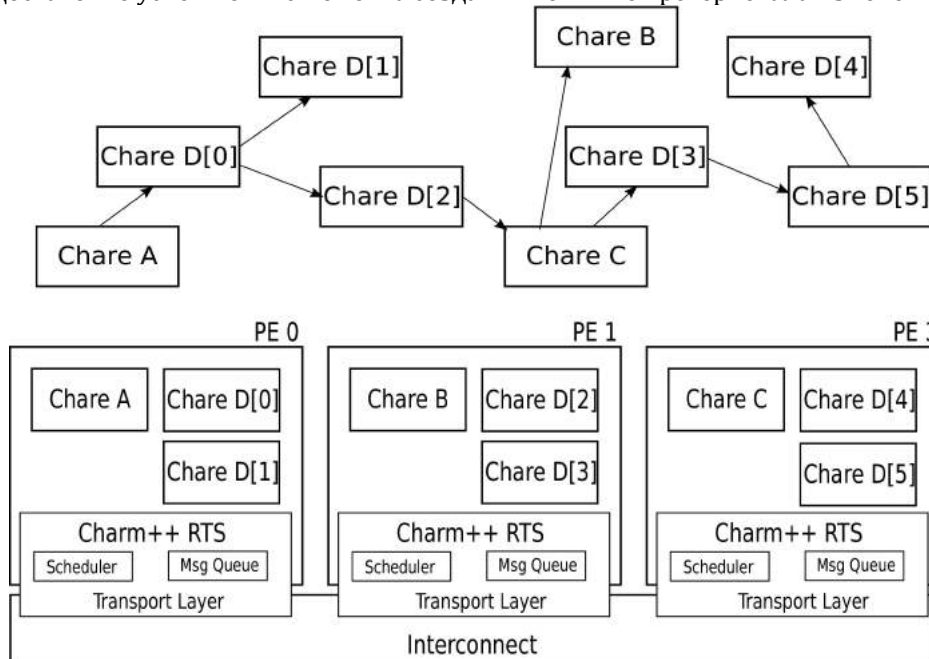 Chare B
Chare D[1]
Chare D[4]
Chare D[0]
Chare D[3]
Chare D[2]
Chare D[5]
Chare A
Chare C
PE 0
PE 1
PE 3
Chare A
Chare D[0]
Chare B
Chare D[2]
Chare C
Chare D[4]
Chare D[1]
Chare D[3]
Chare D[5]
Charm++ RTS
Charm++ RTS
Charm++ RTS
Scheduler
Msg Queue
Scheduler
Msg Queue
Scheduler
Msg Queue
Transport Layer
Transport Layer
Transport Layer
Interconnect